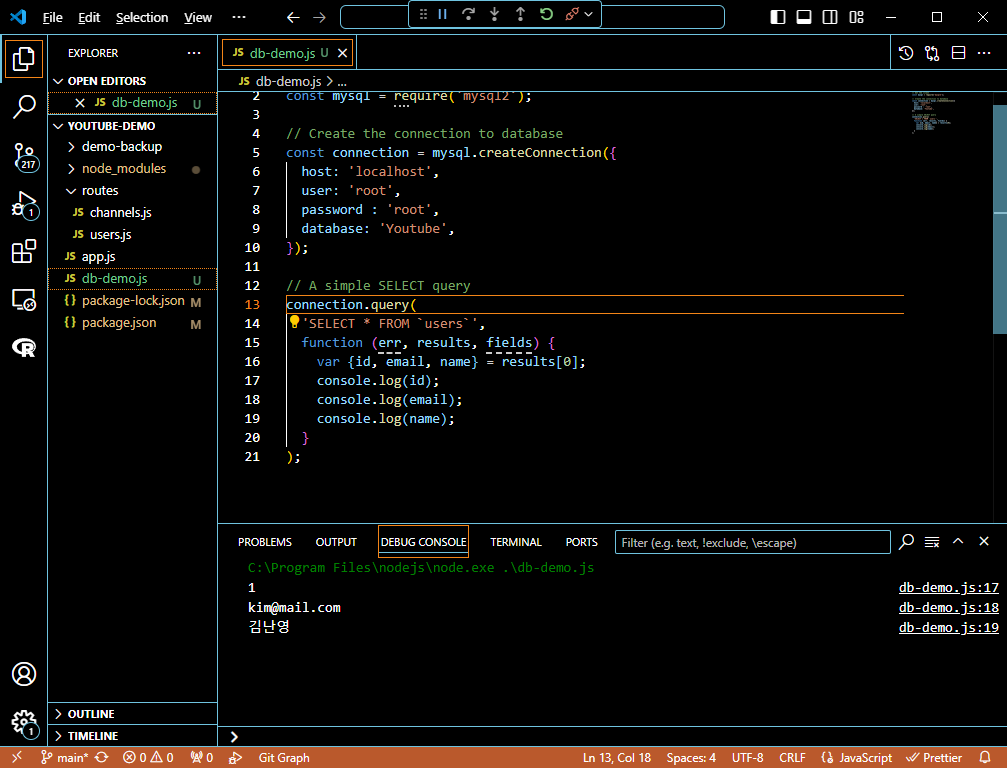 File Edit Selection View ···
EXPLORER ···
OPEN EDITORS
JS db-demo.js U
YOUTUBE-DEMO
demo-backup
node_modules
routes
JS channels.js
JS users.js
JS app.js
JS db-demo.js U
{} package-lock.json M
{} package.json M
OUTLINE
TIMELINE
217
1
1
JS db-demo.js U
JS db-demo.js > ...
2 const mysql = require('mysql2');
3
4 // Create the connection to database
5 const connection = mysql.createConnection({
6 host: 'localhost',
7 user: 'root',
8 password : 'root',
9 database: 'Youtube',
10 });
11
12 // A simple SELECT query
13 connection.query(
14 'SELECT * FROM `users`',
15 function (err, results, fields) {
16 var {id, email, name} = results[0];
17 console.log(id);
18 console.log(email);
19 console.log(name);
20 }
21 );
PROBLEMS OUTPUT DEBUG CONSOLE TERMINAL PORTS Filter (e.g. text, !exclude, \escape)
C:\Program Files\nodejs\node.exe .\db-demo.js
1 db-demo.js:17
kim@mail.com db-demo.js:18
김난영 db-demo.js:19
main* 0 0 0 Git Graph Ln 13, Col 18 Spaces: 4 UTF-8 CRLF {} JavaScript Prettier